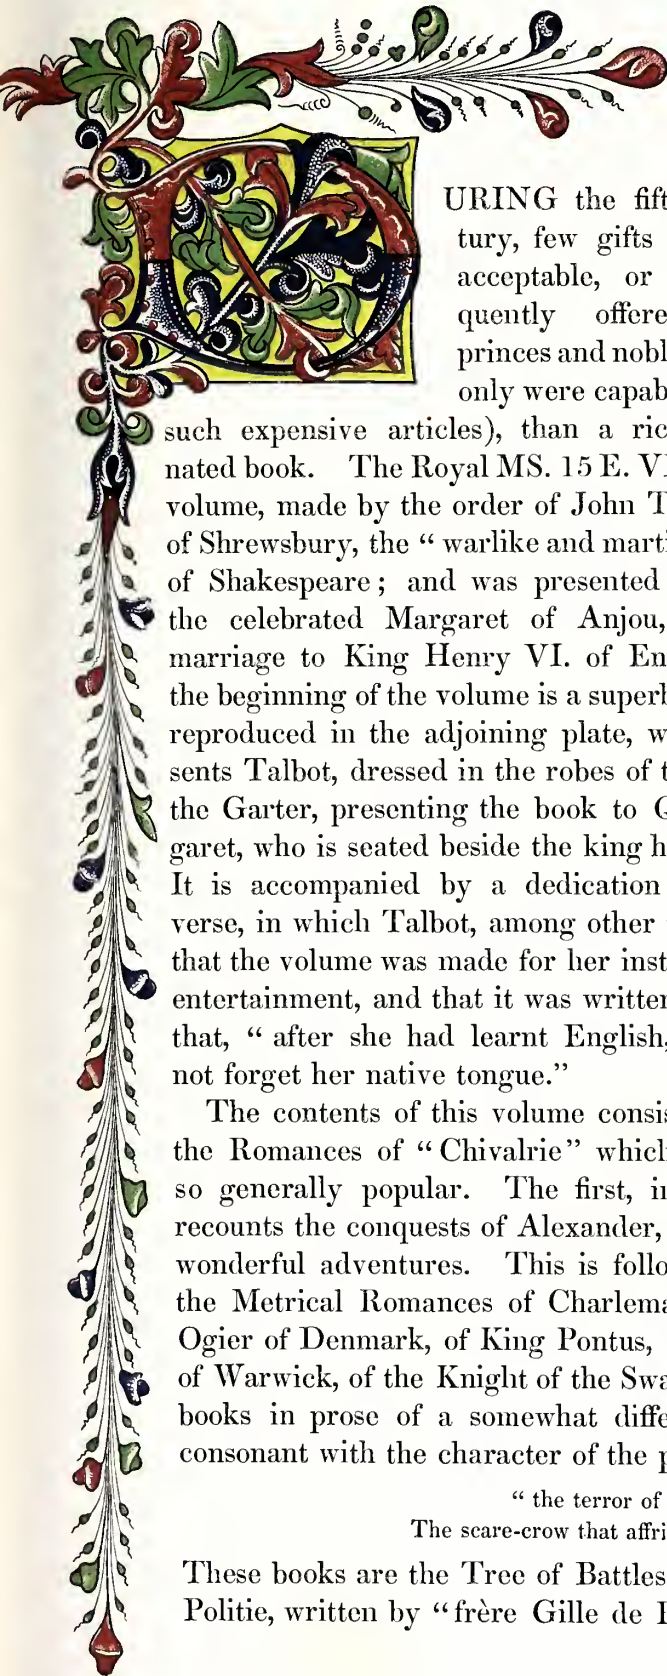 DURING the fift
tury, few gifts
acceptable, or
quently offere
princes and nobl
only were capab
such expensive articles), than a ric
nated book. The Royal MS. 15 E. VI
volume, made by the order of John T
of Shrewsbury, the “ warlike and marti
of Shakespeare ; and was presented
the celebrated Margaret of Anjou,
marriage to King Henry VI. of En
the beginning of the volume is a superb
reproduced in the adjoining plate, w
sents Talbot, dressed in the robes of t
the Garter, presenting the book to Q
garet, who is seated beside the king h
It is accompanied by a dedication
verse, in which Talbot, among other
that the volume was made for her inst
entertainment, and that it was written
that, “ after she had learnt English,
not forget her native tongue.”
The contents of this volume consis
the Romances of “ Chivalrie” which
so generally popular. The first, i
recounts the conquests of Alexander,
wonderful adventures. This is follo
the Metrical Romances of Charlema
Ogier of Denmark, of King Pontus,
of Warwick, of the Knight of the Swa
books in prose of a somewhat diffe
consonant with the character of the p
“ the terror of
The scare-crow that affri
These books are the Tree of Battles
Politie, written by “ frère Gille de